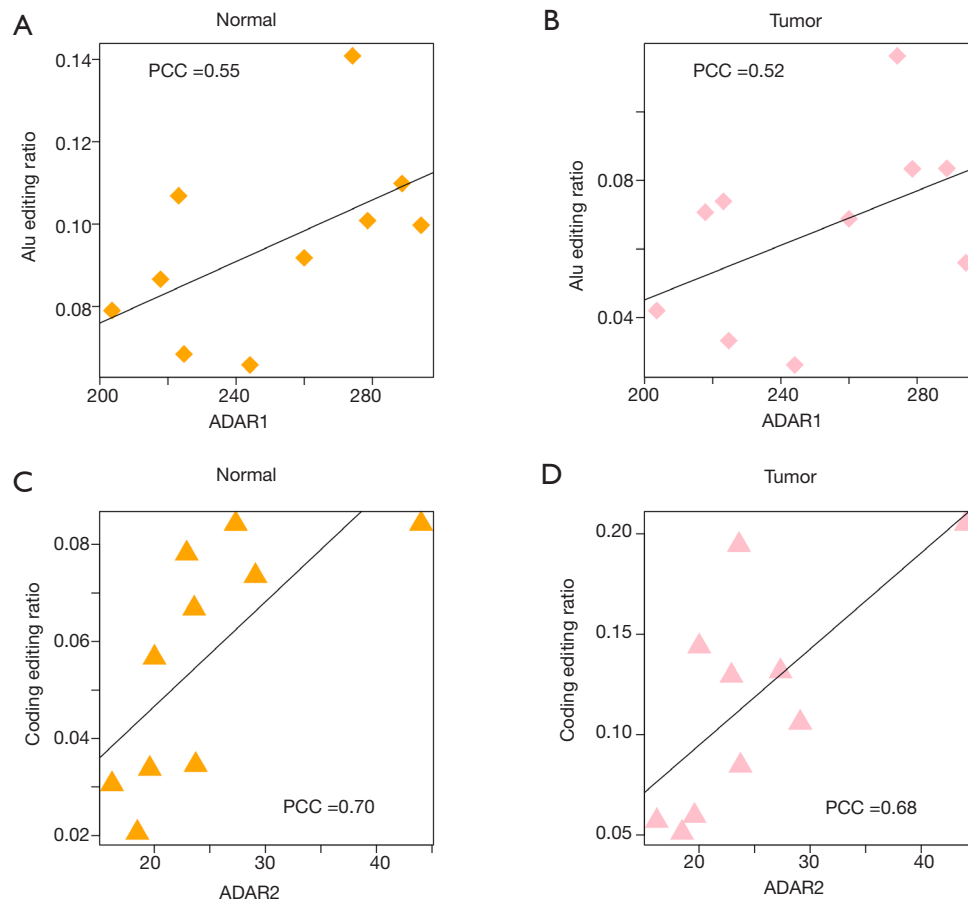 A
Normal
PCC =0.55
Alu editing ratio
0.14
0.12
0.10
0.08
200
240
280
ADAR1
B
Tumor
PCC =0.52
Alu editing ratio
0.08
0.04
200
240
280
ADAR1
C
Normal
Coding editing ratio
0.08
0.06
0.04
0.02
PCC =0.70
20
30
40
ADAR2
D
Tumor
Coding editing ratio
0.20
0.15
0.10
0.05
PCC =0.68
20
30
40
ADAR2